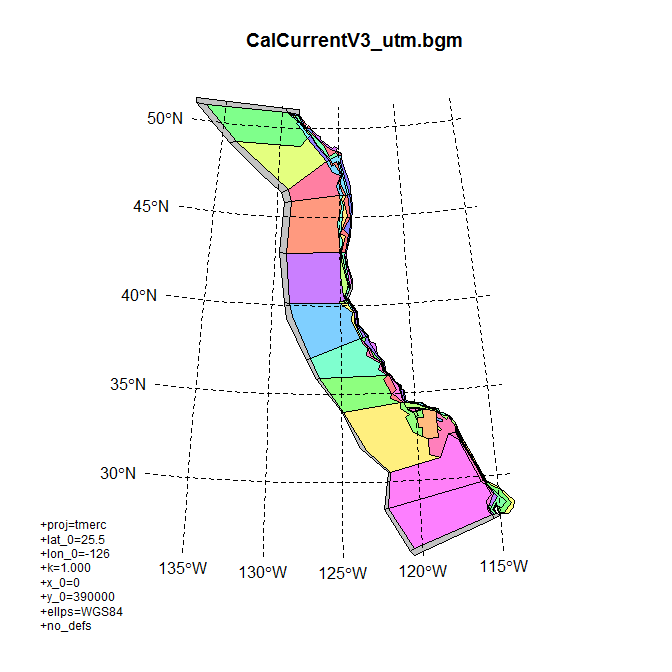 CalCurrentV3_utm.bgm
50°N
45°N
40°N
35°N
30°N
+proj=tmerc
+lat_0=25.5
+lon_0=-126
+k=1.000
+x_0=0
+y_0=390000
+ellps=WGS84
+no_defs
135°W
130°W
125°W
120°W
115°W